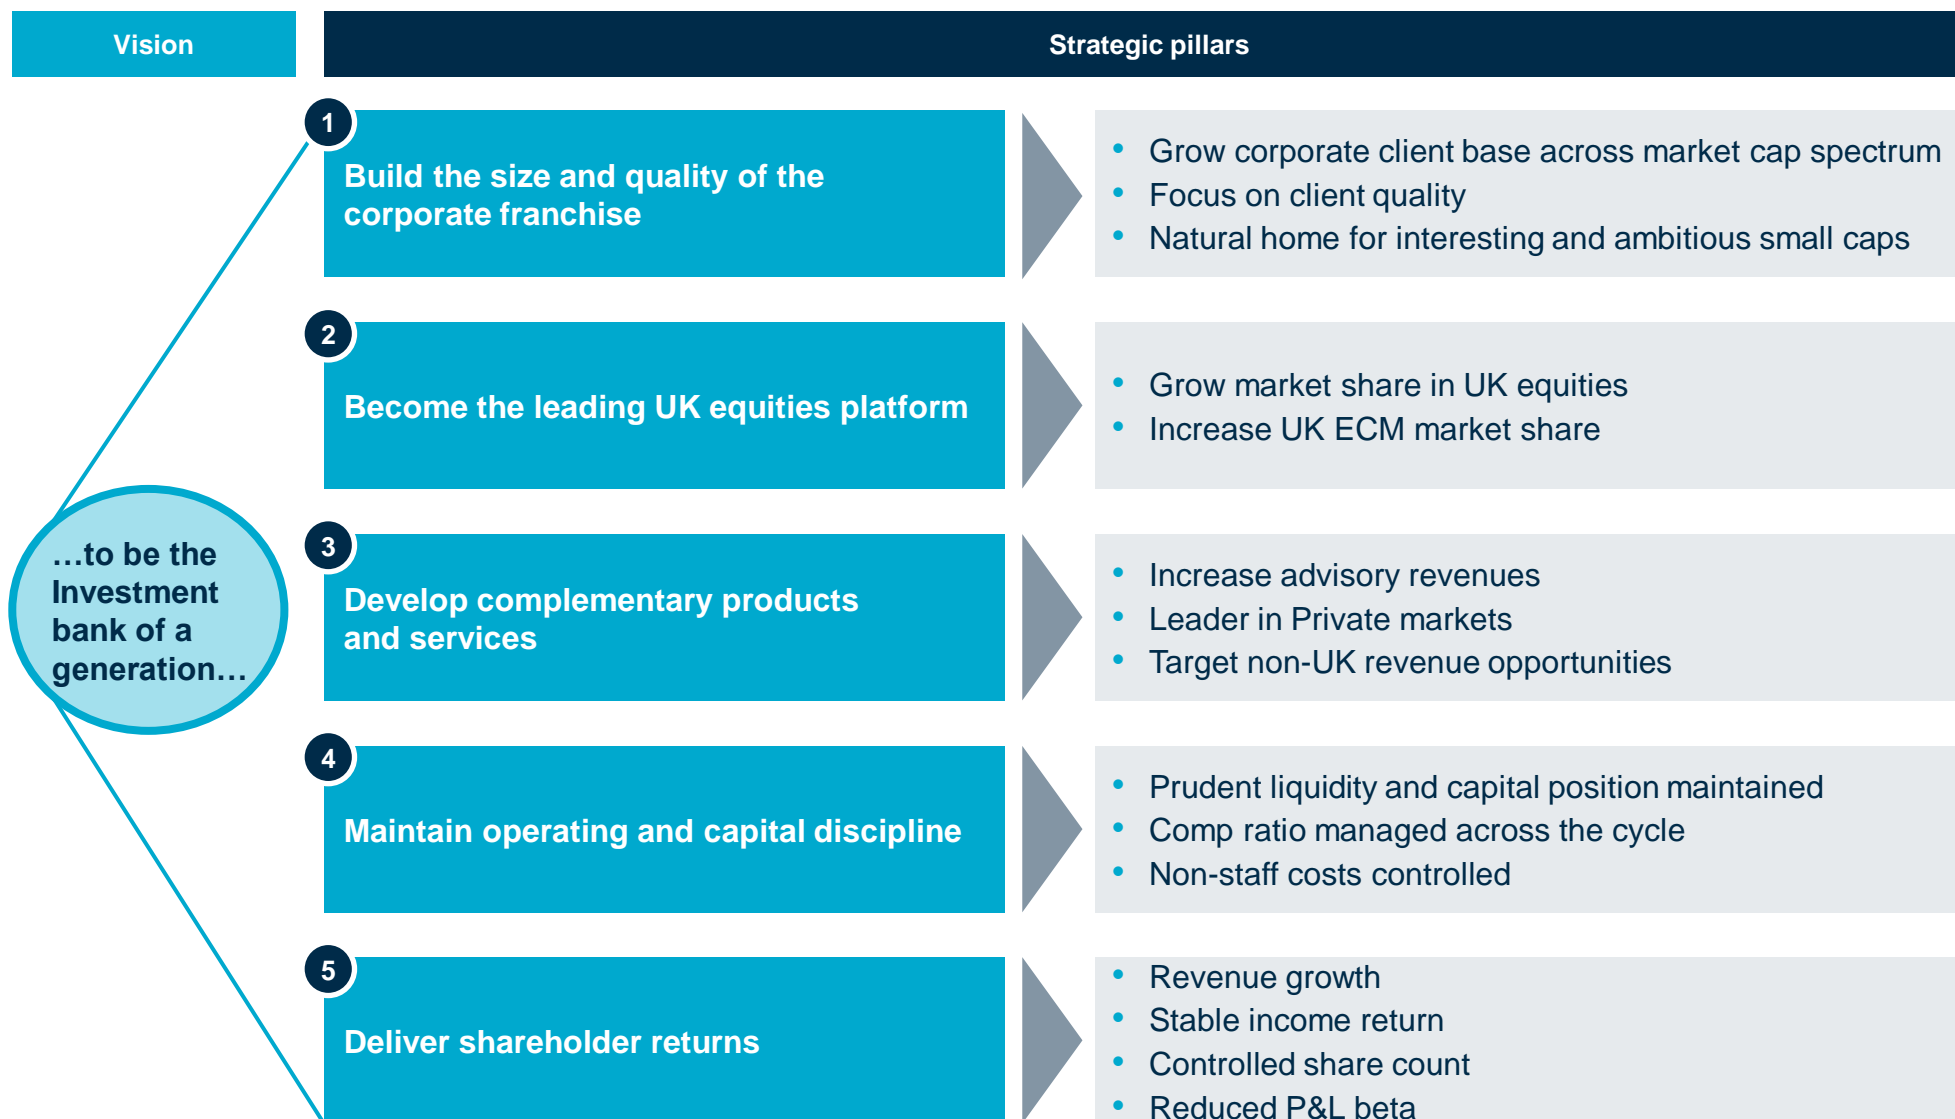 Vision
Strategic pillars
…to be the
Investment
bank of a
generation…
1
Build the size and quality of the
corporate franchise
• Grow corporate client base across market cap spectrum
• Focus on client quality
• Natural home for interesting and ambitious small caps
2
Become the leading UK equities platform
• Grow market share in UK equities
• Increase UK ECM market share
3
Develop complementary products
and services
• Increase advisory revenues
• Leader in Private markets
• Target non-UK revenue opportunities
4
Maintain operating and capital discipline
• Prudent liquidity and capital position maintained
• Comp ratio managed across the cycle
• Non-staff costs controlled
5
Deliver shareholder returns
• Revenue growth
• Stable income return
• Controlled share count
• Reduced P&L beta